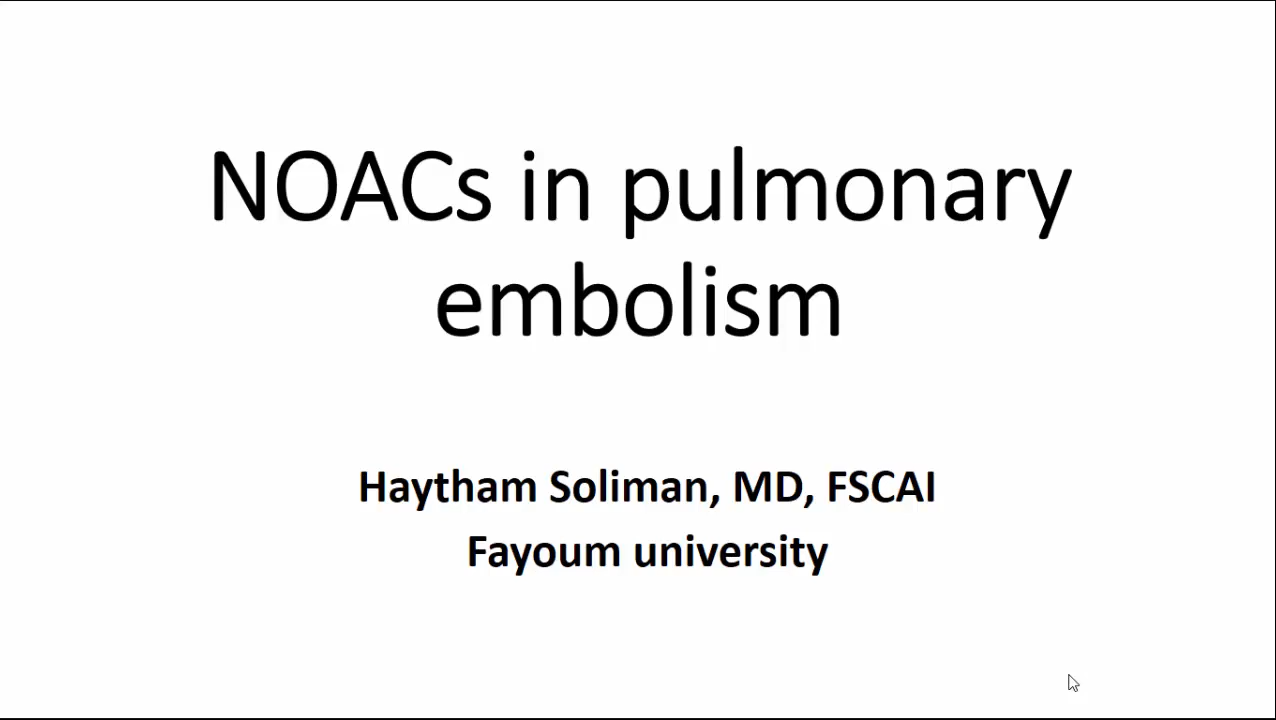 NOACs in pulmonary
embolism
Haytham Soliman, MD, FSCAI
Fayoum university